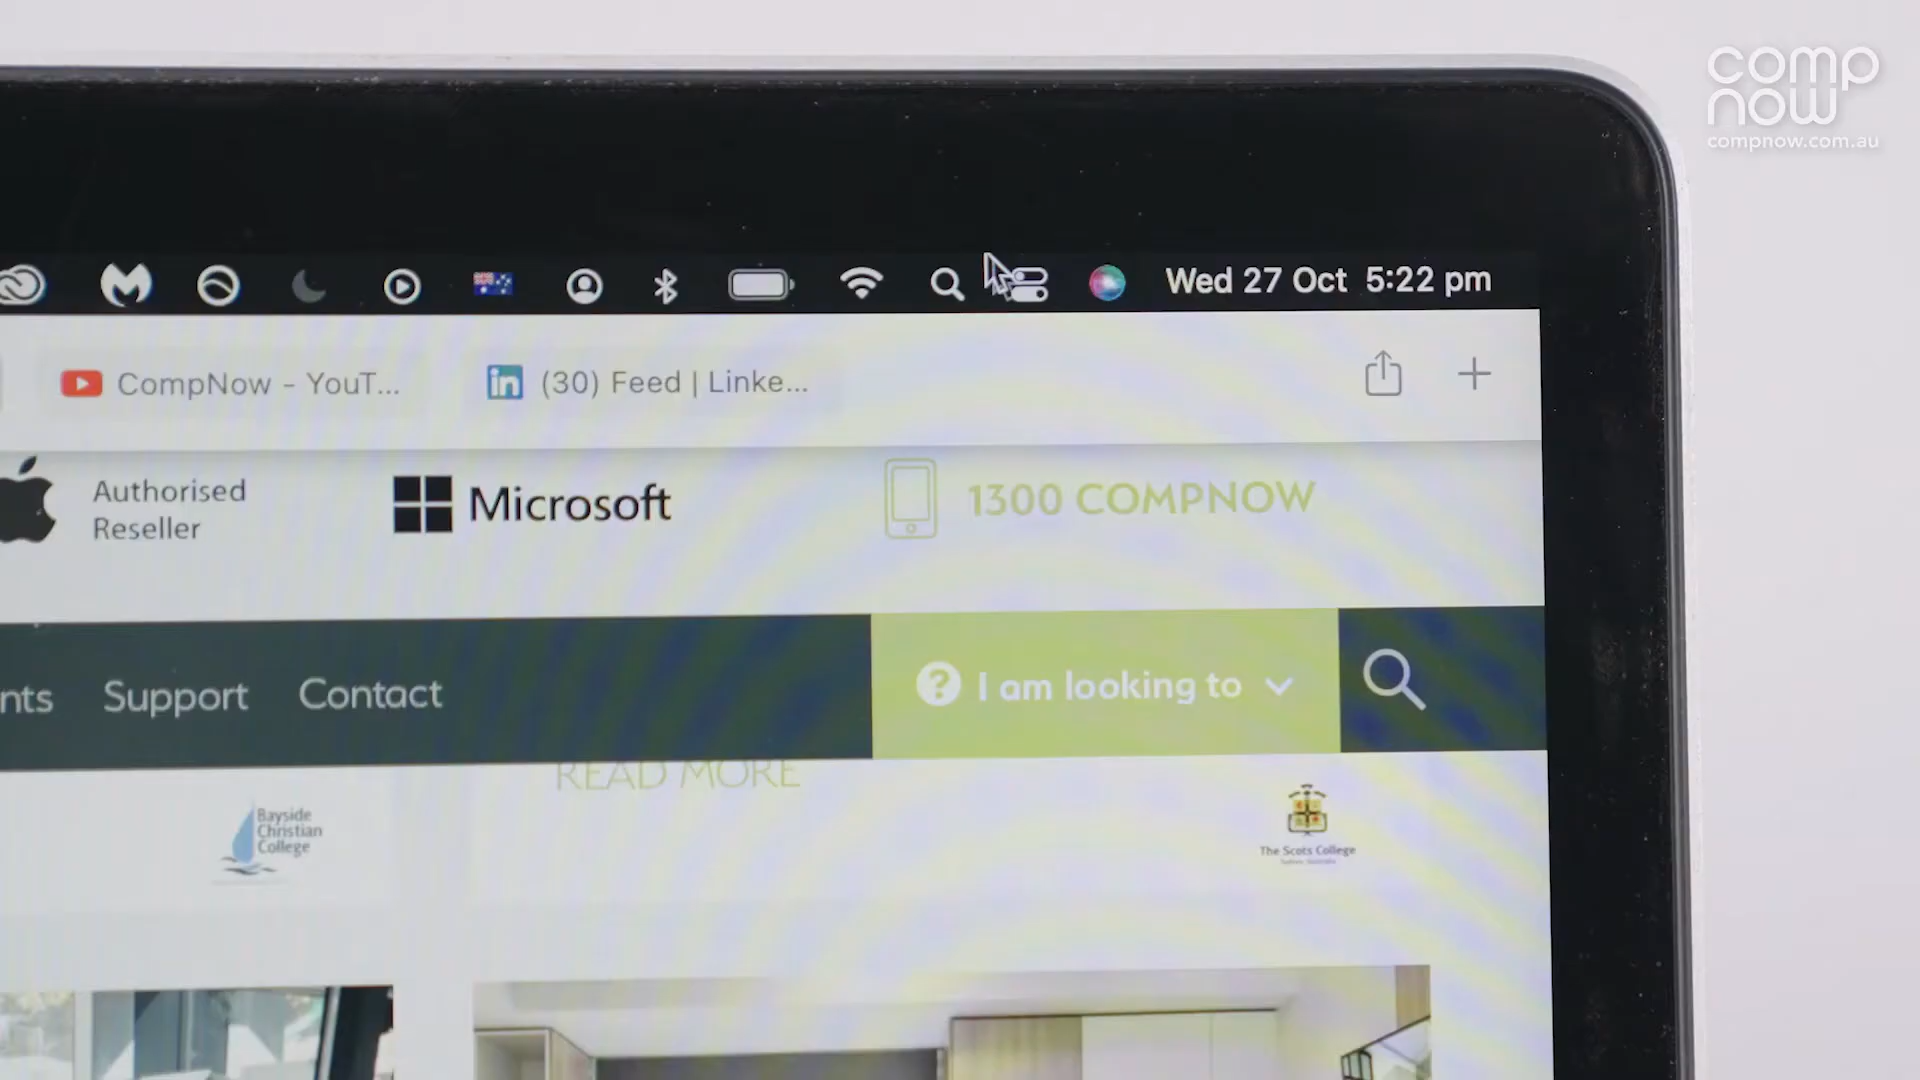 comp
now
compnow.com.au
Wed 27 Oct 5:22 pm
CompNow - YouT...
(30) Feed | Linke...
Authorised
Reseller
Microsoft
1300 COMPNOW
nts
Support
Contact
I am looking to
READ MORE
Bayside
Christian
College
The Scots College